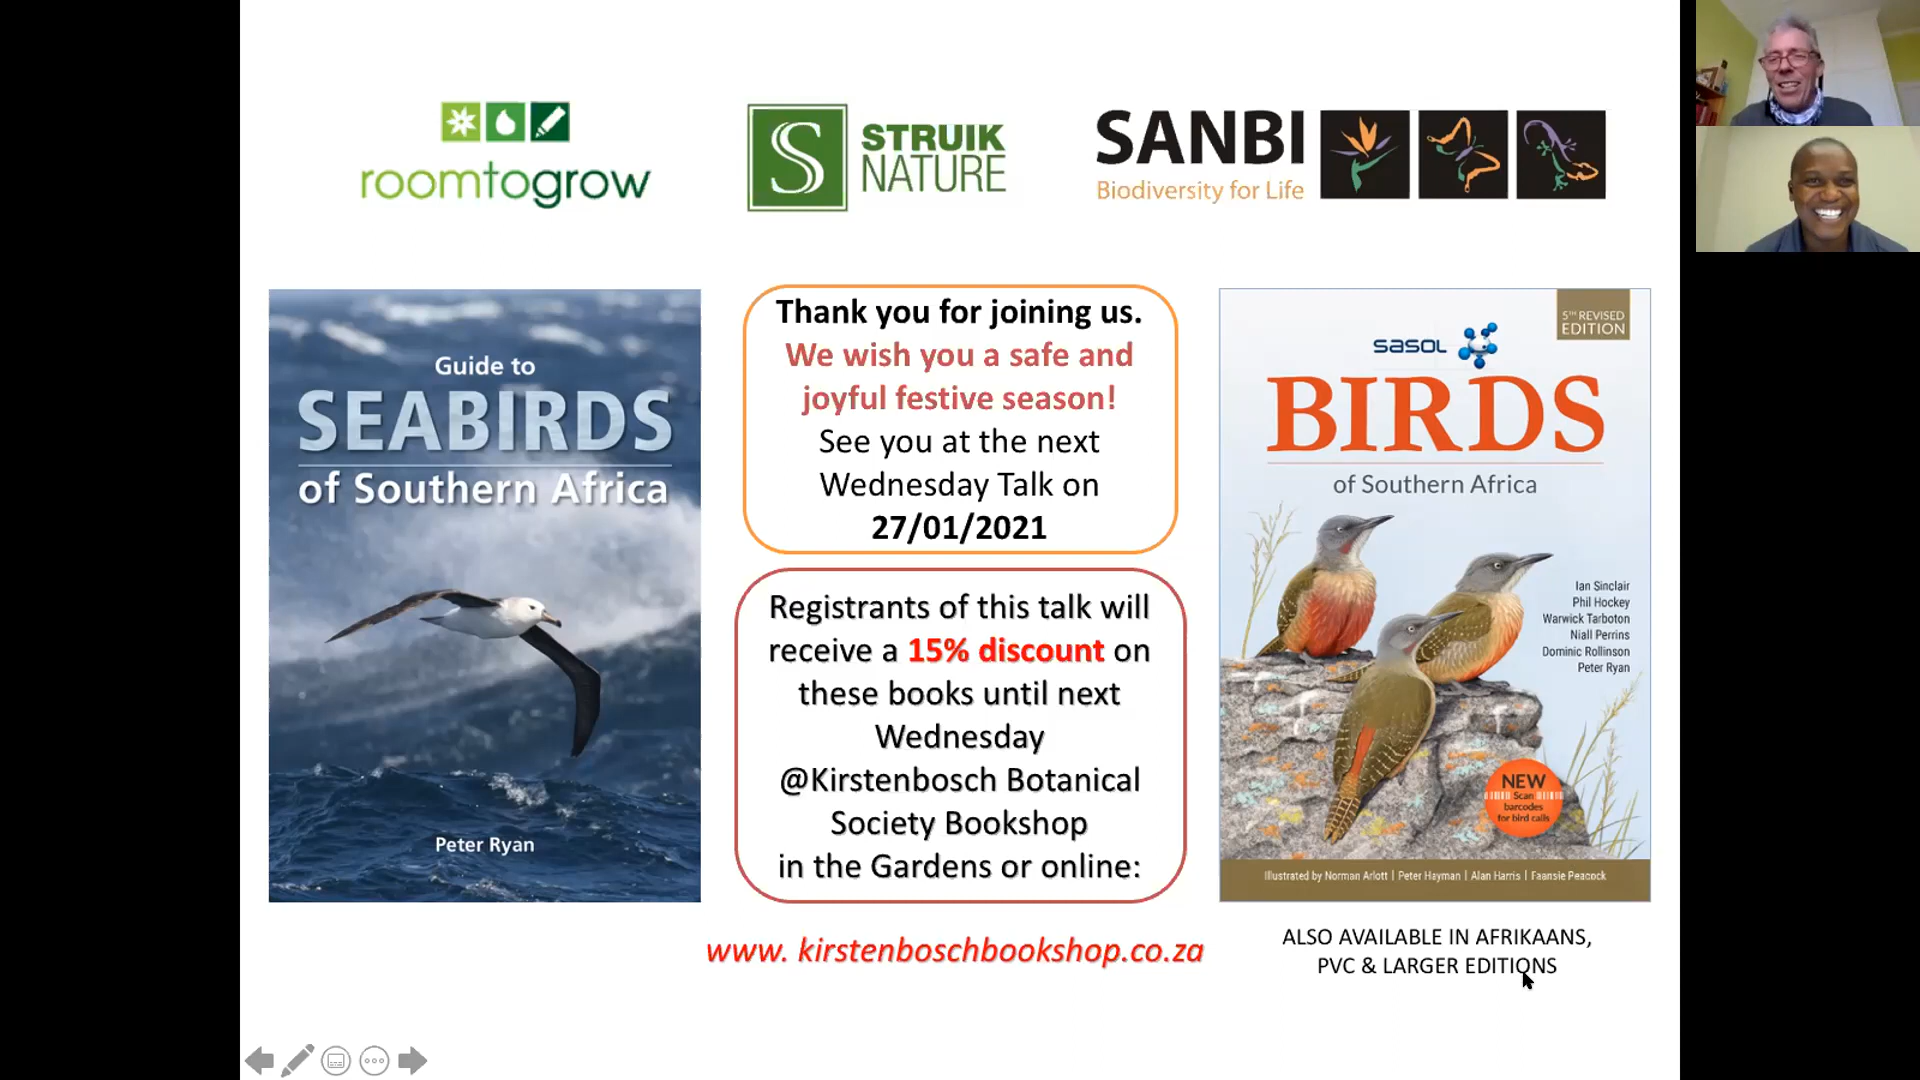 roomtogrow
S
STRUIK
NATURE
SANBI
Biodiversity for Life
Guide to
SEABIRDS
of Southern Africa
Peter Ryan
Thank you for joining us.
We wish you a safe and
joyful festive season!
See you at the next
Wednesday Talk on
27/01/2021
Registrants of this talk will
receive a 15% discount on
these books until next
Wednesday
@Kirstenbosch Botanical
Society Bookshop
in the Gardens or online:
www. kirstenboschbookshop.co.za
5TH REVISED
EDITION
sasol
BIRDS
of Southern Africa
Ian Sinclair
Phil Hockey
Warwick Tarboton
Niall Perrins
Dominic Rollinson
Peter Ryan
NEW
Scan
barcodes
for bird calls
Illustrated by Norman Arlott | Peter Hayman | Alan Harris | Faansie Peacock
ALSO AVAILABLE IN AFRIKAANS,
PVC & LARGER EDITIONS